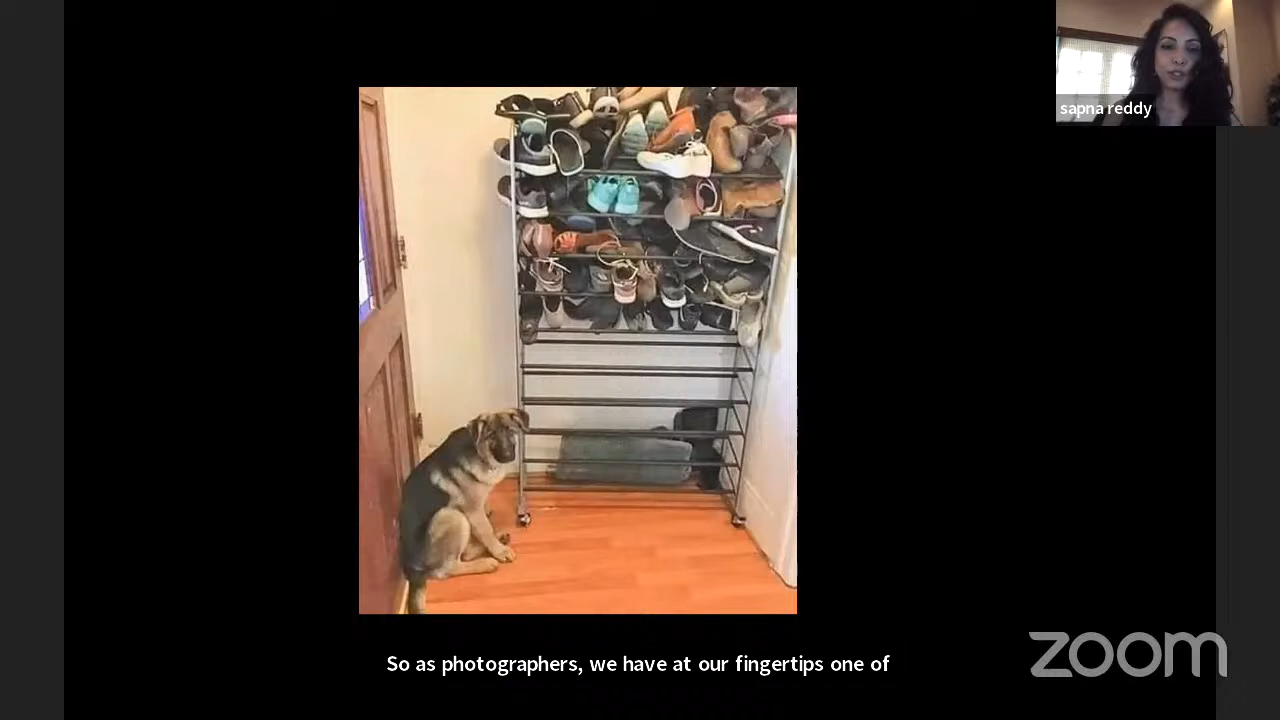 sapna reddy
So as photographers, we have at our fingertips one of
zoom